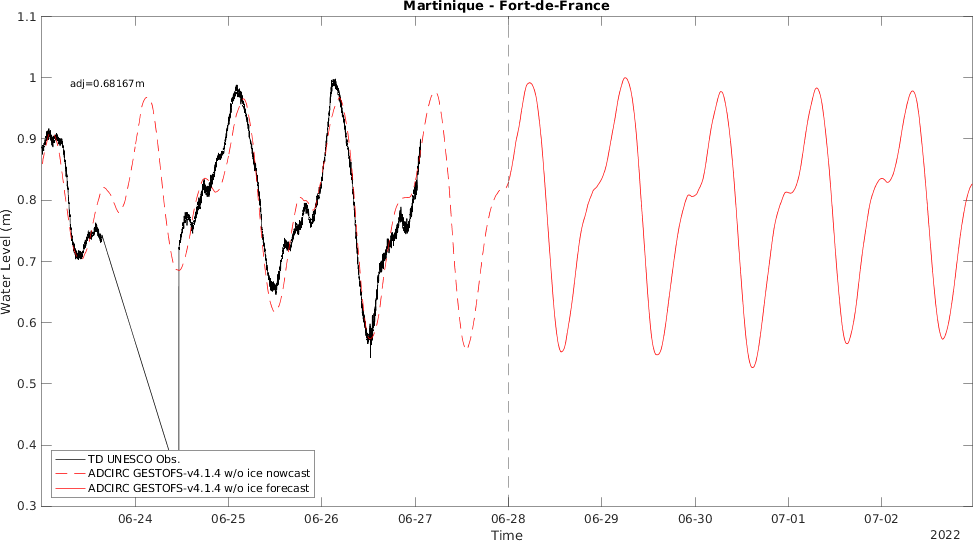 Martinique - Fort-de-France
1.1
1
0.9
0.8
0.7
0.6
0.5
0.4
0.3
Water Level (m)
adj=0.68167m
TD UNESCO Obs.
ADCIRC GESTOFS-v4.1.4 w/o ice nowcast
ADCIRC GESTOFS-v4.1.4 w/o ice forecast
06-24 06-25 06-26 06-27 06-28 06-29 06-30 07-01 07-02
Time
2022